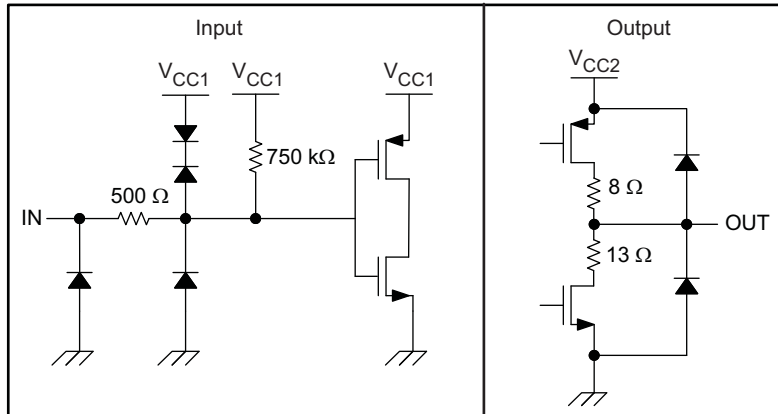 Input
Output
VCC1
VCC1
VCC1
VCC2
750 kΩ
500 Ω
IN
8 Ω
OUT
13 Ω